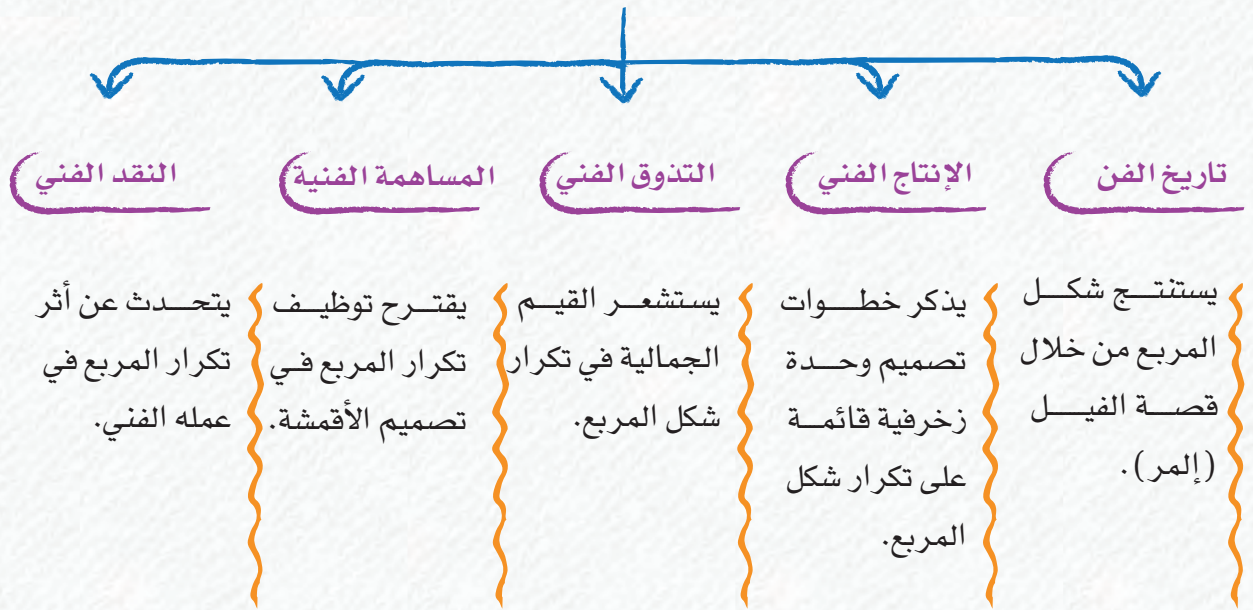 تاريخ الفن
يستنتج شكل
المربع من خلال
قصة الفيل
(إلمر).
الإنتاج الفني
يذكر خطوات
تصميم وحدة
زخرفية قائمة
على تكرار شكل
المربع.
التذوق الفني
يستشعر القيم
الجمالية في تكرار
شكل المربع.
المساهمة الفنية
يقترح توظيف
تكرار المربع في
تصميم الأقمشة.
النقد الفني
يتحدث عن أثر
تكرار المربع في
عمله الفني.